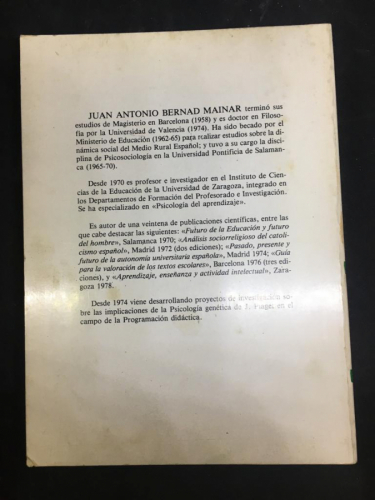 JUAN ANTONIO BERNAD MAINAR terminó sus
estudios de Magisterio en Barcelona (1958) y es doctor en Filoso-
fía por la Universidad de Valencia (1974). Ha sido becado por el
Ministerio de Educación (1962-65) para realizar estudios sobre la di-
námica social del Medio Rural Español; y tuvo a su cargo la disci-
plina de Psicosociología en la Universidad Pontificia de Salaman-
ca (1965-70).
Desde 1970 es profesor e investigador en el Instituto de Cien-
cias de la Educación de la Universidad de Zaragoza, integrado en
los Departamentos de Formación del Profesorado e Investigación.
Se ha especializado en «Psicología del aprendizaje».
Es autor de una veintena de publicaciones científicas, entre las
que cabe destacar las siguientes: «Futuro de la Educación y futuro
del hombre», Salamanca 1970; «Análisis sociorreligioso del catoli-
cismo español», Madrid 1972 (dos ediciones); «Pasado, presente y
futuro de la autonomía universitaria española», Madrid 1974; «Guía
para la valoración de los textos escolares», Barcelona 1976 (tres edi-
ciones), y «Aprendizaje, enseñanza y actividad intelectual», Zara-
goza 1978.
Desde 1974 viene desarrollando proyectos de investigación so-
bre las implicaciones de la Psicología genética de J. Piaget en el
campo de la Programación didáctica.